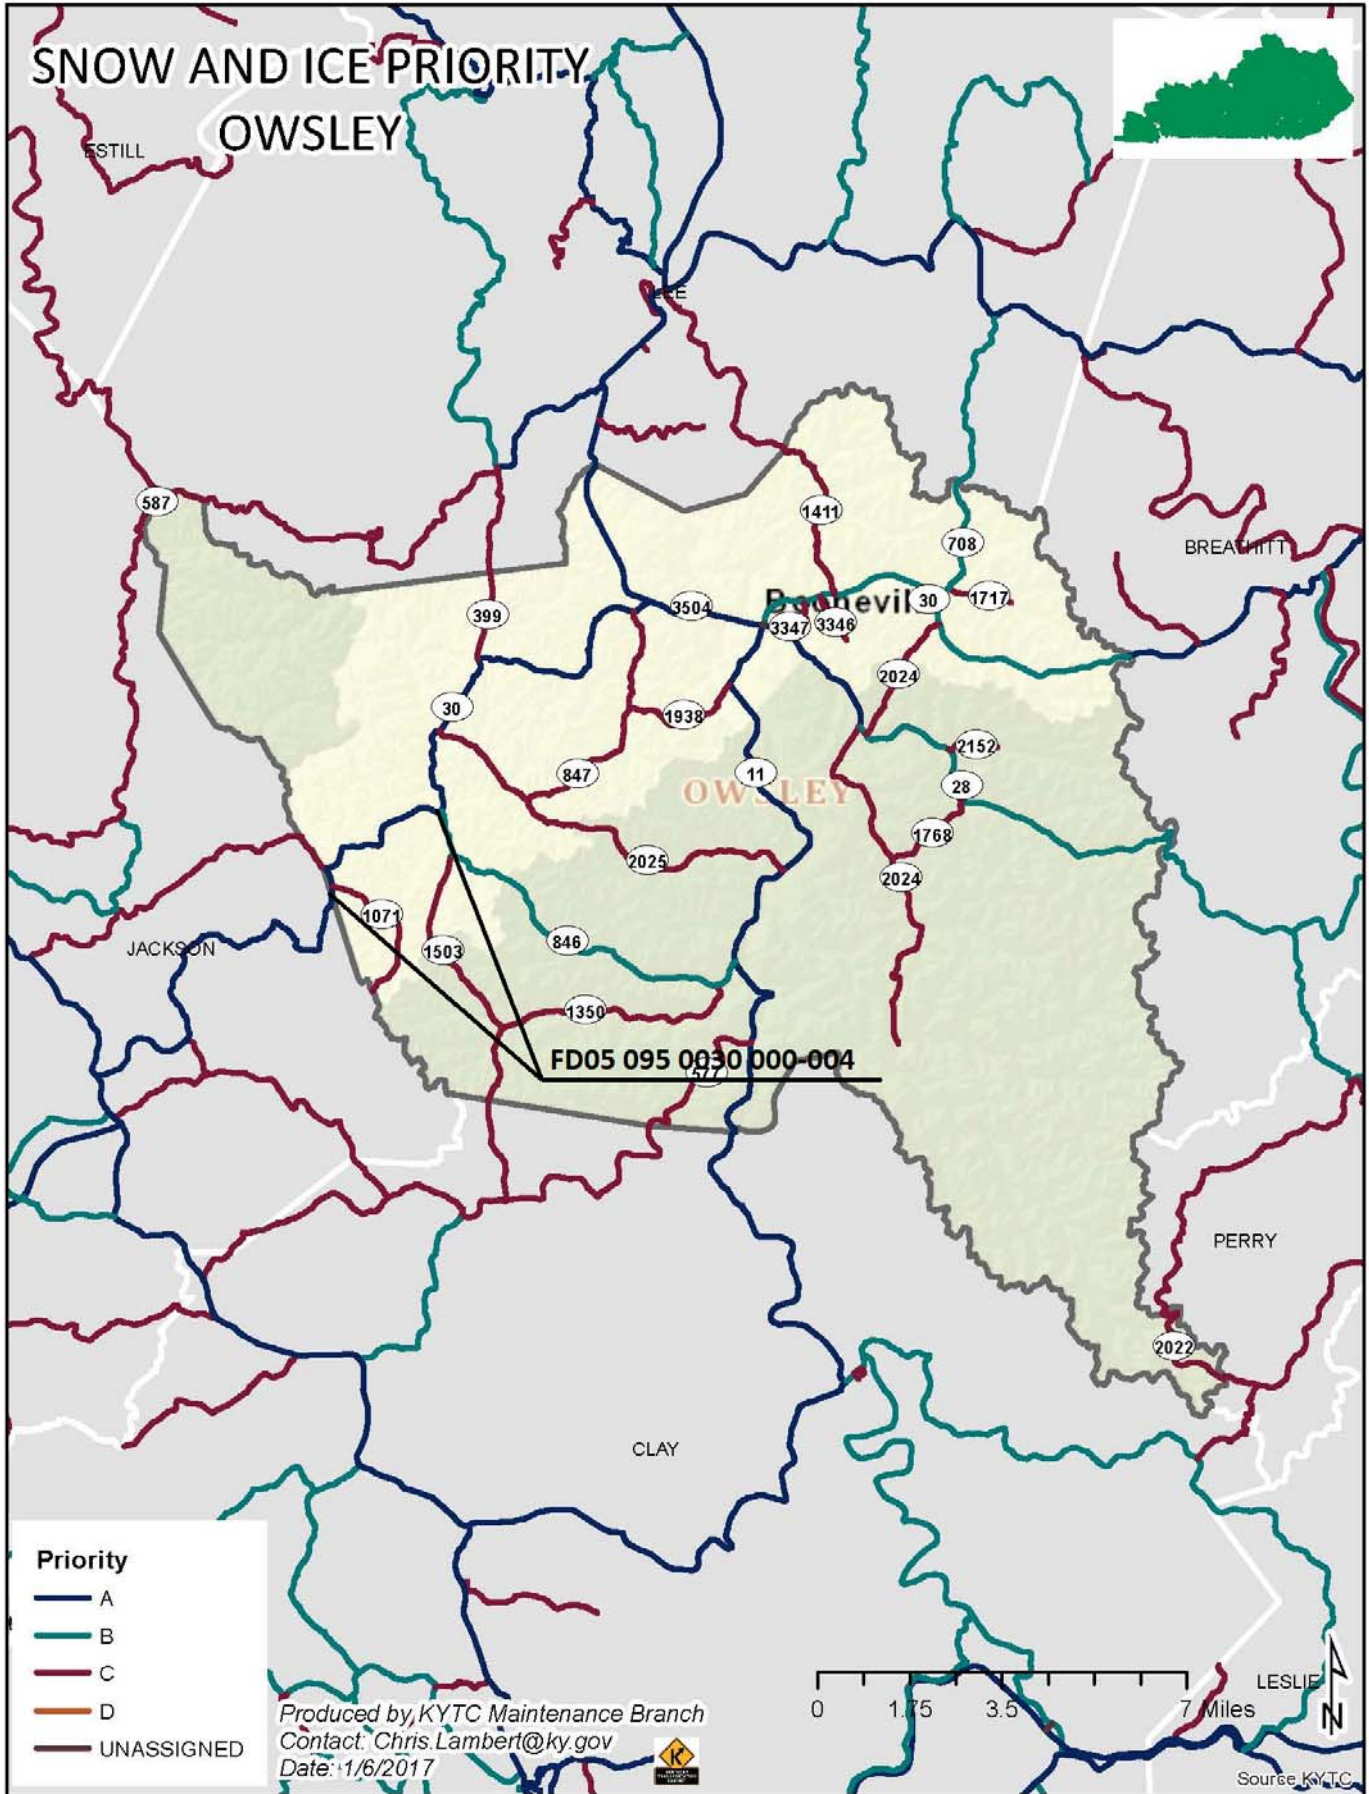 SNOW AND ICE PRIORITY
OWSLEY
ESTILL
LEE
587
1411
708
BREATHITT
399
3504
30
1717
3347
3346
2024
30
1938
2152
847
11
28
OWSLEY
1768
2025
2024
1071
JACKSON
1503
846
1350
FD05 095 0030 000-004
577
PERRY
2022
CLAY
Priority
A
B
C
D
UNASSIGNED
Produced by KYTC Maintenance Branch
Contact: Chris.Lambert@ky.gov
Date: 1/6/2017
0 1.75 3.5 7 Miles
LESLIE
N
Source KYTC